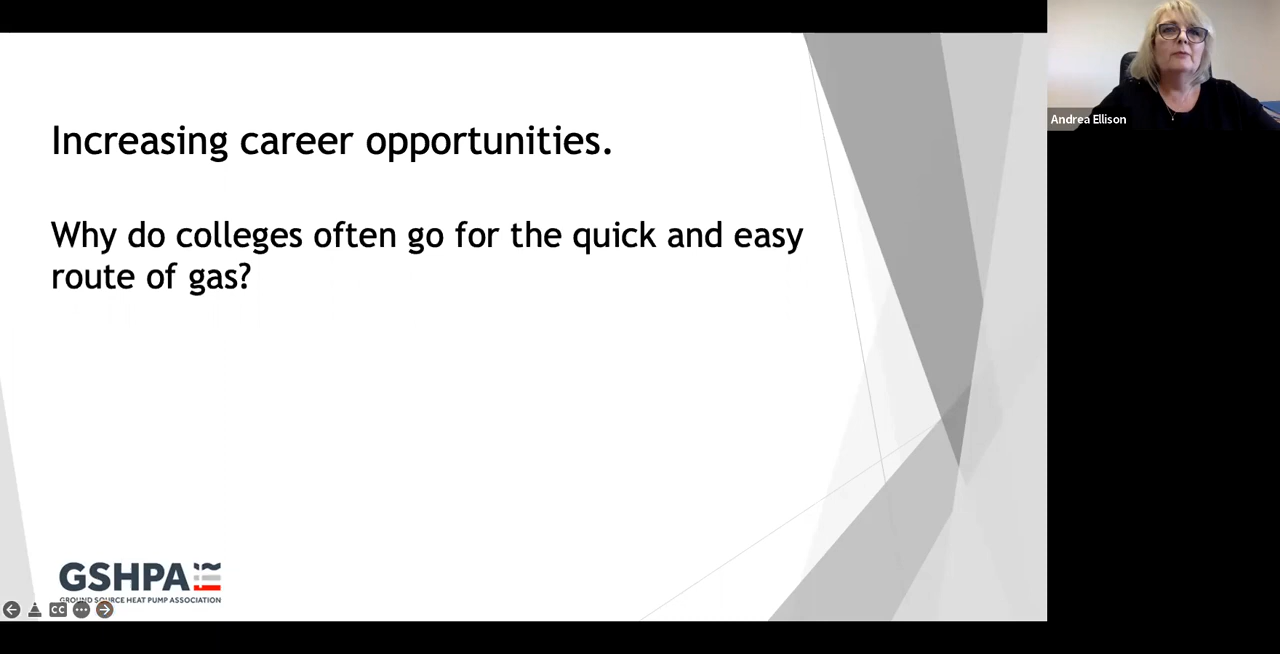 Increasing career opportunities.
Why do colleges often go for the quick and easy
route of gas?
GSHPA
GROUND SOURCE HEAT PUMP ASSOCIATION
CC
Andrea Ellison